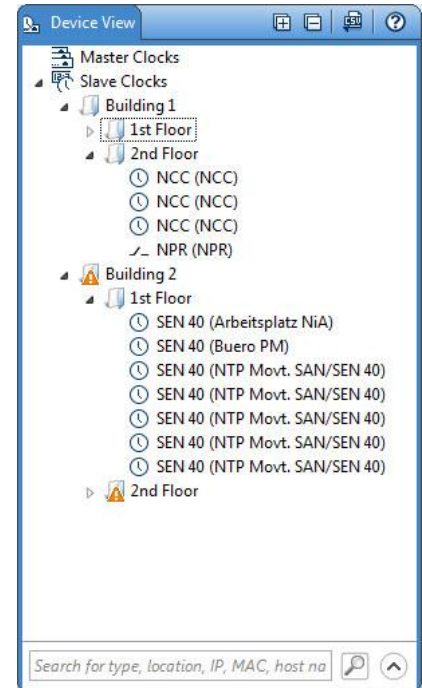 Device View
CSU
Master Clocks
Slave Clocks
Building 1
1st Floor
2nd Floor
NCC (NCC)
NCC (NCC)
NCC (NCC)
NPR (NPR)
Building 2
1st Floor
SEN 40 (Arbeitsplatz NiA)
SEN 40 (Buero PM)
SEN 40 (NTP Movt. SAN/SEN 40)
SEN 40 (NTP Movt. SAN/SEN 40)
SEN 40 (NTP Movt. SAN/SEN 40)
SEN 40 (NTP Movt. SAN/SEN 40)
SEN 40 (NTP Movt. SAN/SEN 40)
2nd Floor
Search for type, location, IP, MAC, host na